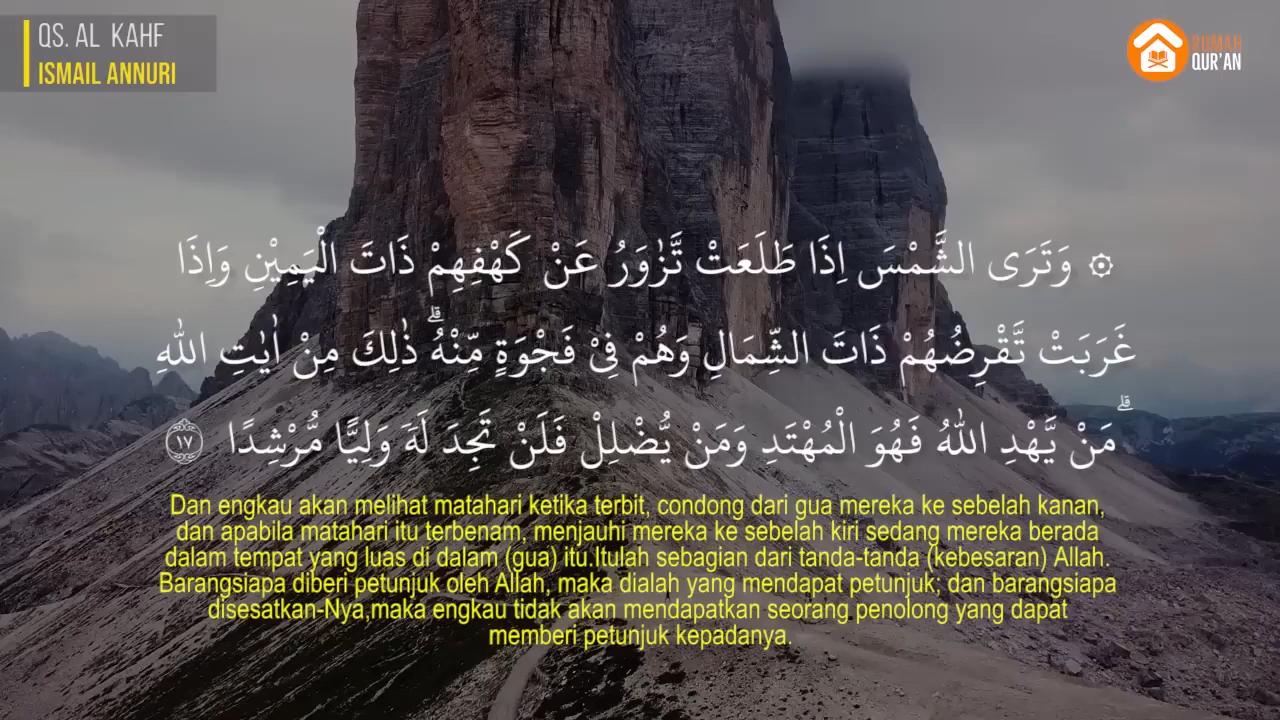 QS. AL KAHF
ISMAIL ANNURI
RUMAH
QUR'AN
۞ وَتَرَى الشَّمْسَ اِذَا طَلَعَتْ تَّزٰوَرُ عَنْ كَهْفِهِمْ ذَاتَ الْيَمِيْنِ وَاِذَا
غَرَبَتْ تَّقْرِضُهُمْ ذَاتَ الشِّمَالِ وَهُمْ فِيْ فَجْوَةٍ مِّنْهُۗ ذٰلِكَ مِنْ اٰيٰتِ اللّٰهِ
ۗ مَنْ يَّهْدِ اللّٰهُ فَهُوَ الْمُهْتَدِ وَمَنْ يُّضْلِلْ فَلَنْ تَجِدَ لَهٗ وَلِيًّا مُّرْشِدًا ١٧
Dan engkau akan melihat matahari ketika terbit, condong dari gua mereka ke sebelah kanan,
dan apabila matahari itu terbenam, menjauhi mereka ke sebelah kiri sedang mereka berada
dalam tempat yang luas di dalam (gua) itu.Itulah sebagian dari tanda-tanda (kebesaran) Allah.
Barangsiapa diberi petunjuk oleh Allah, maka dialah yang mendapat petunjuk; dan barangsiapa
disesatkan-Nya,maka engkau tidak akan mendapatkan seorang penolong yang dapat
memberi petunjuk kepadanya.